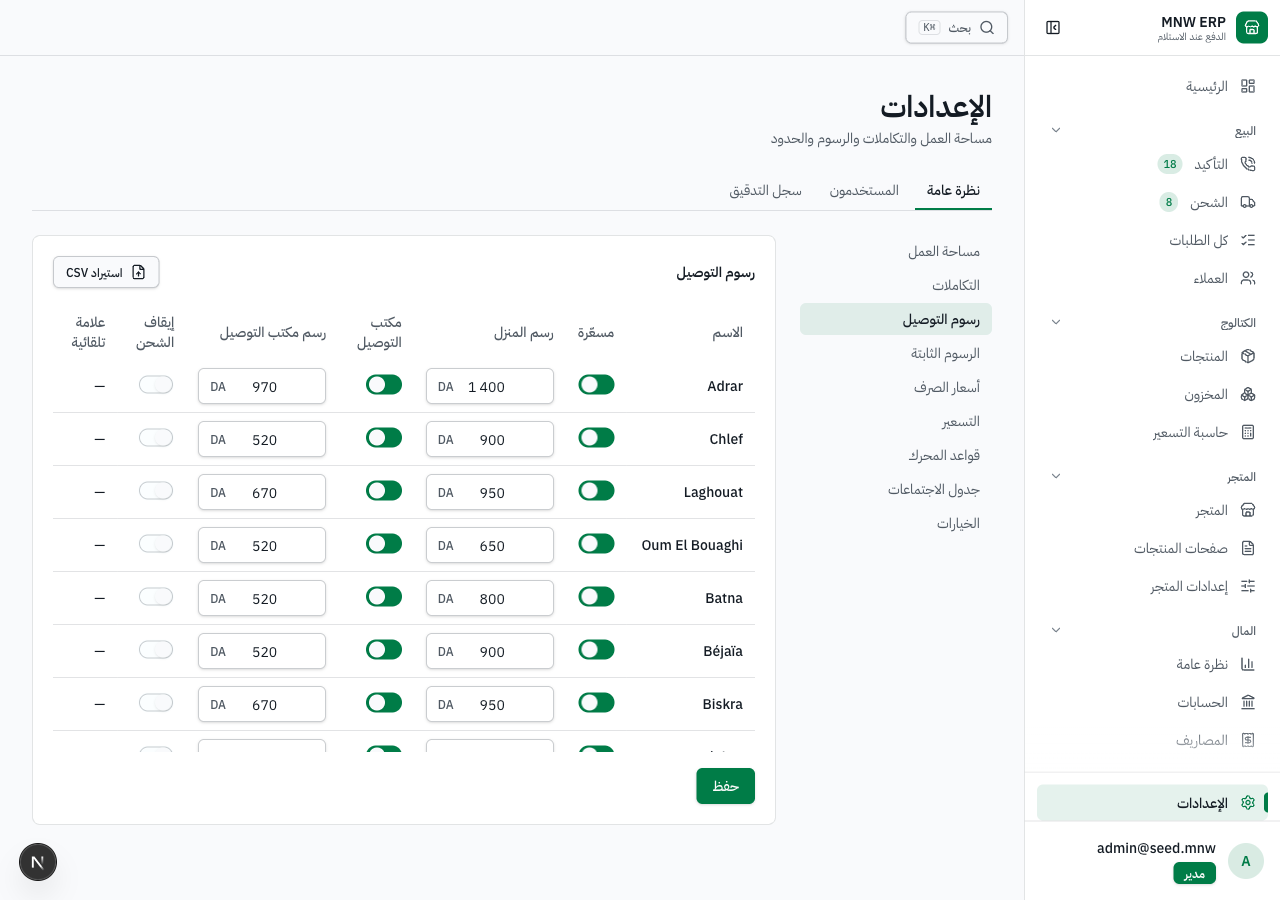 MNW ERP
الدفع عند الاستلام
الرئيسية
البيع
التأكيد 18
الشحن 8
كل الطلبات
العملاء
الكتالوج
المنتجات
المخزون
حاسبة التسعير
المتجر
المتجر
صفحات المنتجات
إعدادات المتجر
المال
نظرة عامة
الحسابات
المصاريف
الإعدادات
admin@seed.mnw
مدير
A
بحث ⌘K
الإعدادات
مساحة العمل والتكاملات والرسوم والحدود
نظرة عامة المستخدمون سجل التدقيق
مساحة العمل
التكاملات
رسوم التوصيل
الرسوم الثابتة
أسعار الصرف
التسعير
قواعد المحرك
جدول الاجتماعات
الخيارات
رسوم التوصيل
استيراد CSV
الاسم مسعّرة رسم المنزل مكتب التوصيل رسم مكتب التوصيل إيقاف الشحن علامة تلقائية
Adrar 1 400 DA 970 DA —
Chlef 900 DA 520 DA —
Laghouat 950 DA 670 DA —
Oum El Bouaghi 650 DA 520 DA —
Batna 800 DA 520 DA —
Béjaïa 900 DA 520 DA —
Biskra 950 DA 670 DA —
حفظ
N